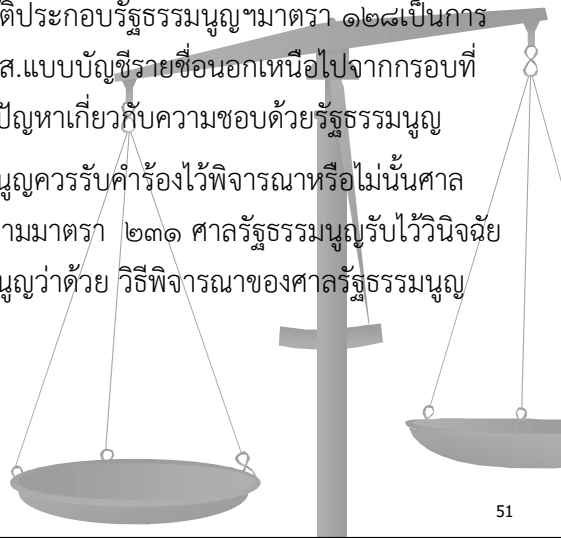 ติประกอบรัฐธรรมนูญฯมาตรา ๑๒๘เป็นการ
ส.แบบบัญชีรายชื่อนอกเหนือไปจากกรอบที่
ปัญหาเกี่ยวกับความชอบด้วยรัฐธรรมนูญ
นูญควรรับคำร้องไว้พิจารณาหรือไม่นั้นศาล
ามมาตรา ๒๓๑ ศาลรัฐธรรมนูญรับไว้วินิจฉัย
นูญว่าด้วย วิธีพิจารณาของศาลรัฐธรรมนูญ
51